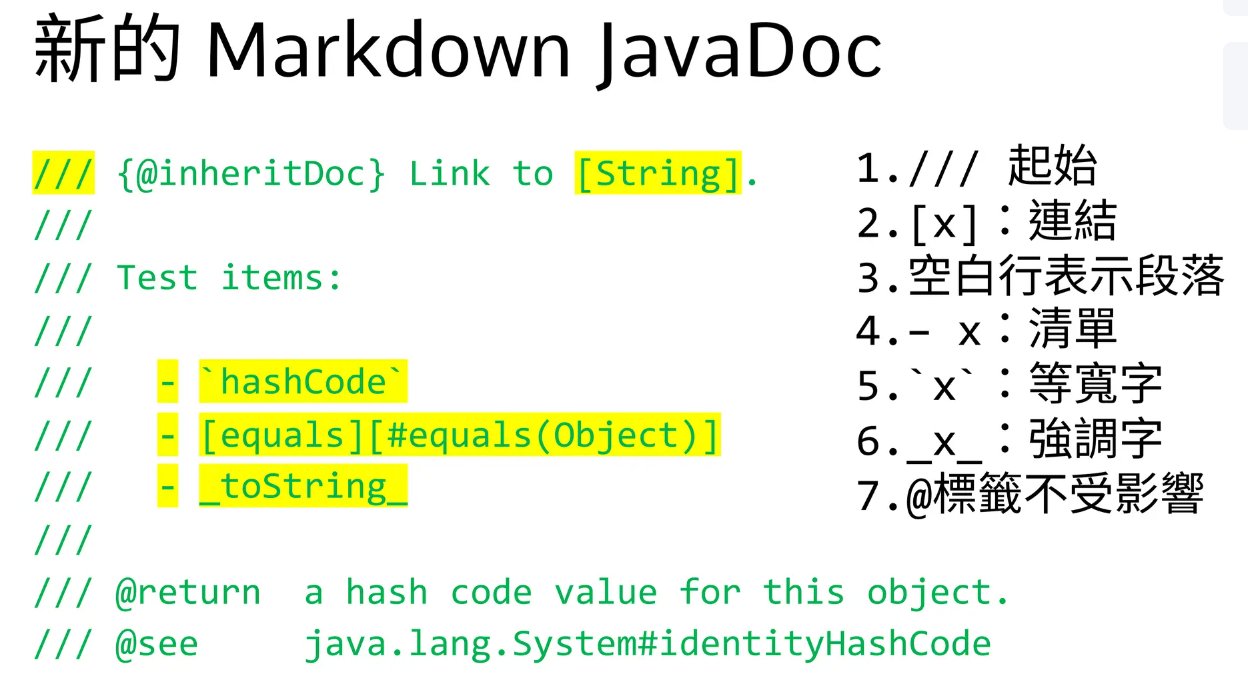 新的 Markdown JavaDoc
/// {@inheritDoc} Link to [String].
///
/// Test items:
///
///   - `hashCode`
///   - [equals][#equals(Object)]
///   - _toString_
///
/// @return  a hash code value for this object.
/// @see     java.lang.System#identityHashCode
1./// 起始
2.[x]：連結
3.空白行表示段落
4.– x：清單
5.`x`：等寬字
6._x_：強調字
7.@標籤不受影響